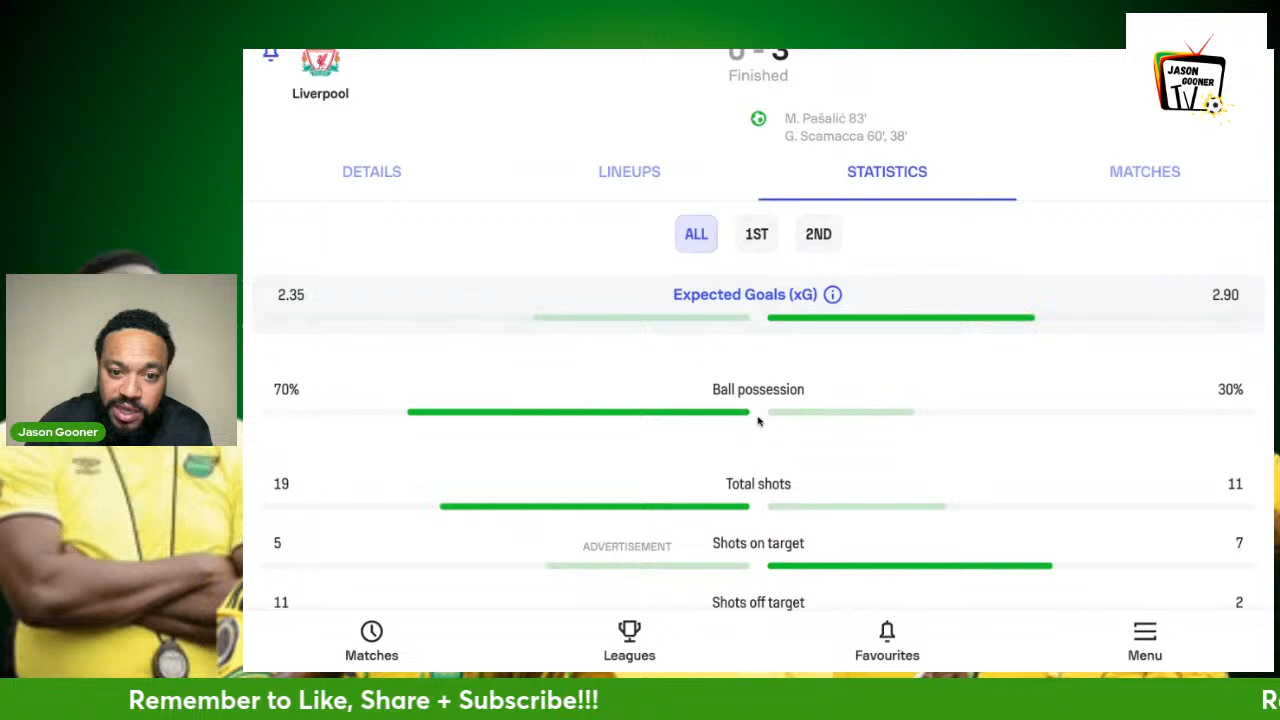 JASON
GOONER
TV
0 - 3
Finished
Liverpool
M. Pašalić 83'
G. Scamacca 60', 38'
DETAILS LINEUPS STATISTICS MATCHES
ALL 1ST 2ND
2.35 Expected Goals (xG) i 2.90
70% Ball possession 30%
19 Total shots 11
5 ADVERTISEMENT Shots on target 7
11 Shots off target 2
Jason Gooner
Matches Leagues Favourites Menu
Remember to Like, Share + Subscribe!!! R